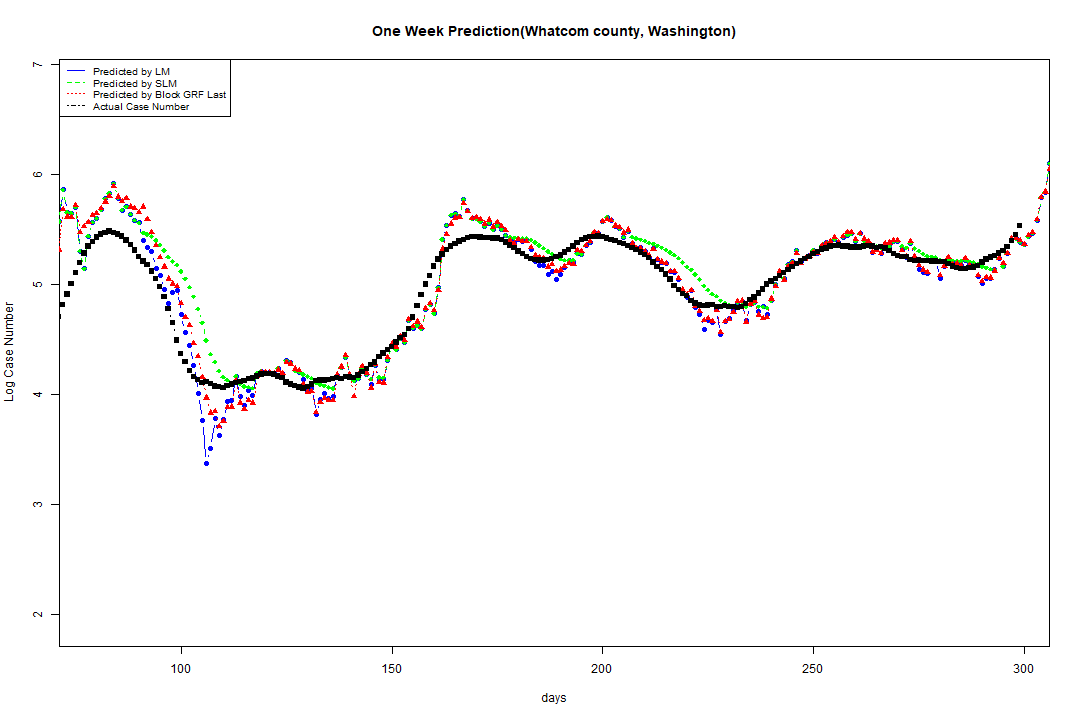 One Week Prediction(Whatcom county, Washington)
7
Predicted by LM
Predicted by SLM
Predicted by Block GRF Last
Actual Case Number
6
5
4
3
2
Log Case Number
100 150 200 250 300
days